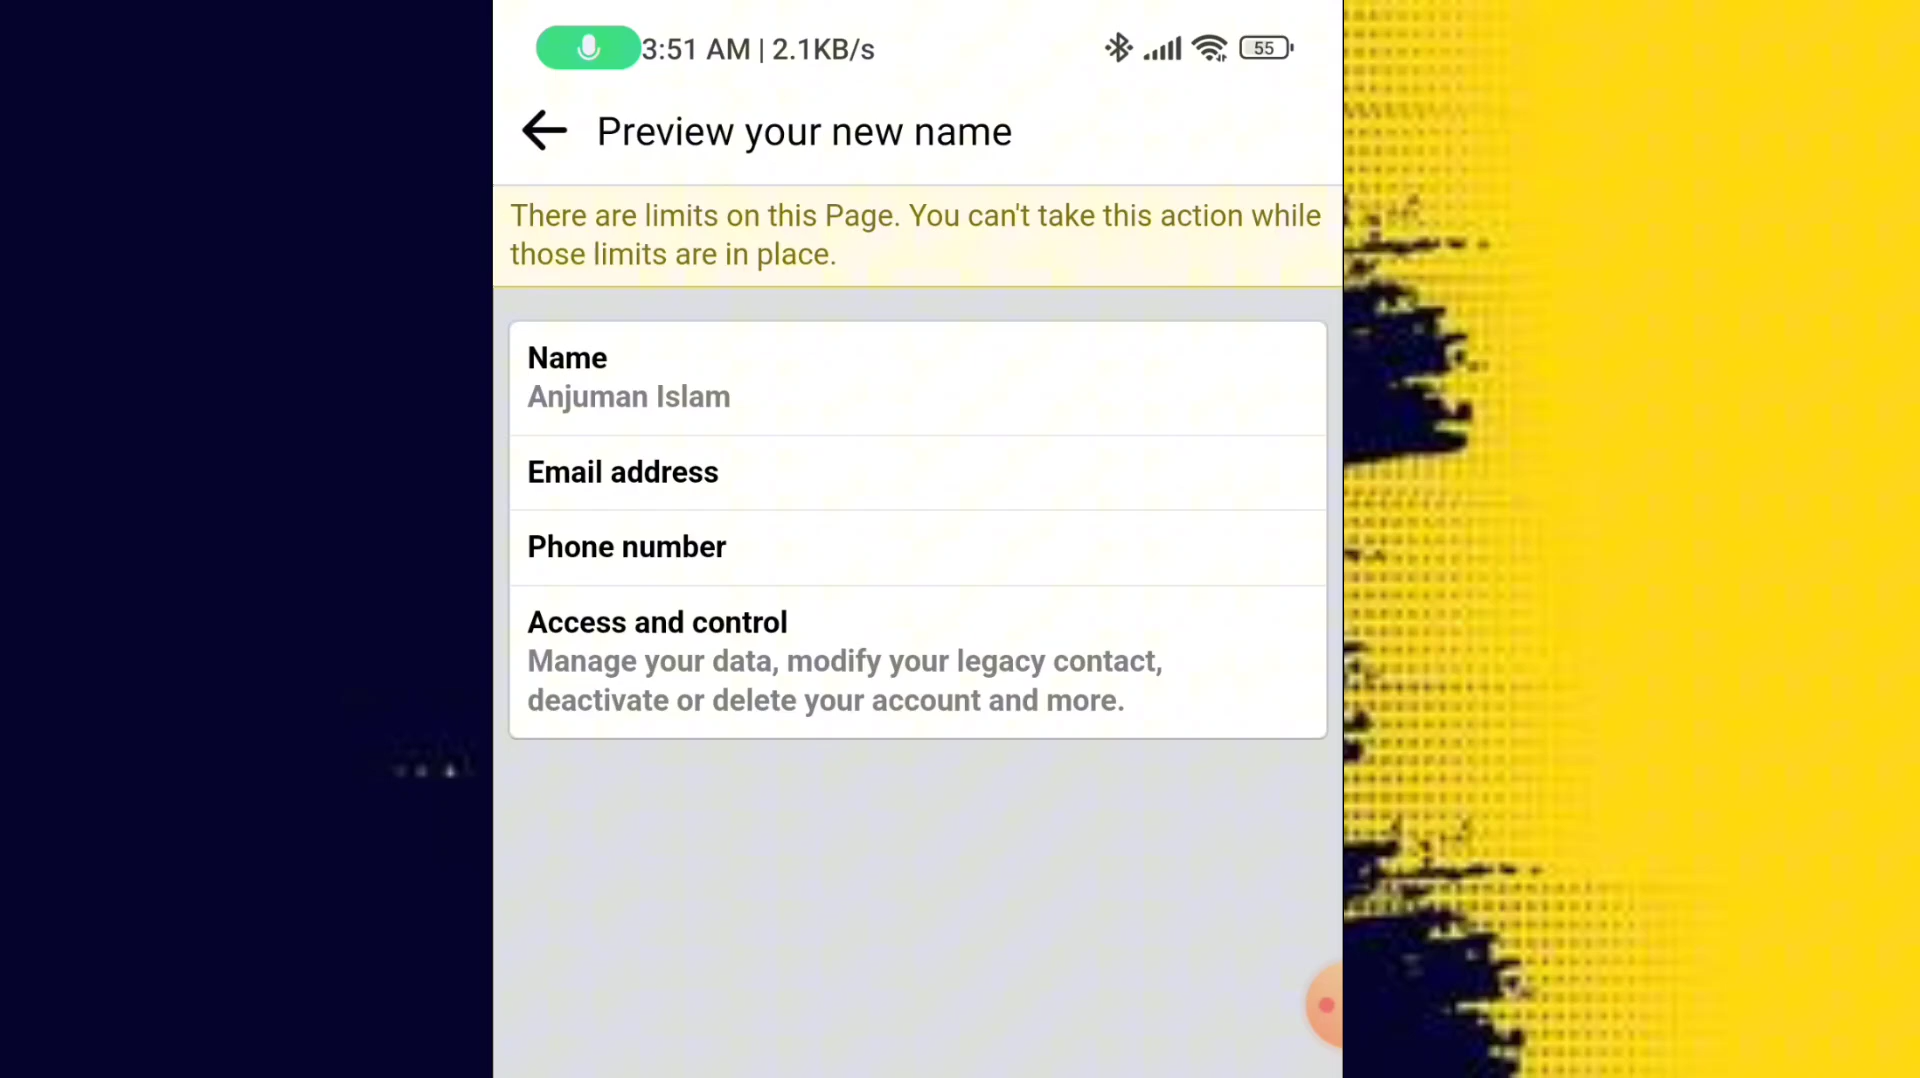 3:51 AM | 2.1KB/s 55
Preview your new name
There are limits on this Page. You can't take this action while
those limits are in place.
Name
Anjuman Islam
Email address
Phone number
Access and control
Manage your data, modify your legacy contact,
deactivate or delete your account and more.